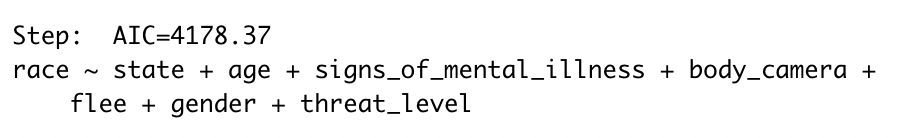 Step:  AIC=4178.37
race ~ state + age + signs_of_mental_illness + body_camera +
    flee + gender + threat_level